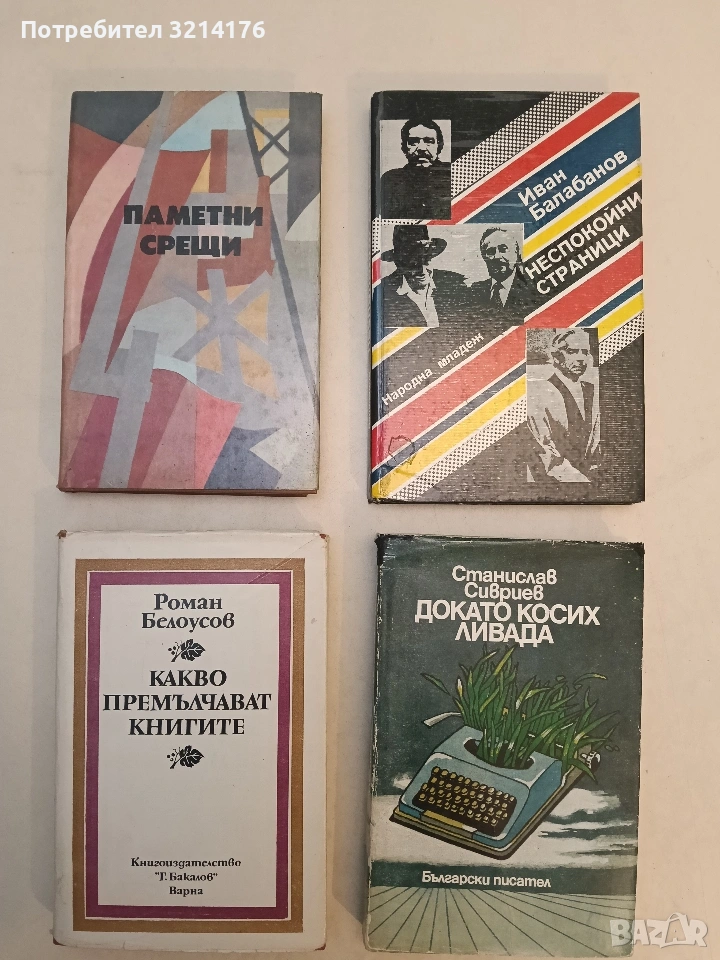 Потребител 3214176
ПАМЕТНИ
СРЕЩИ
Иван
Балабанов
НЕСПОКОЙНИ
СТРАНИЦИ
Народна младеж
Роман
Белоусов
КАКВО
ПРЕМЪЛЧАВАТ
КНИГИТЕ
Книгоиздателство
"Г. Бакалов"
Варна
Станислав
Сивриев
ДОКАТО КОСИХ
ЛИВАДА
Български писател
BAZAR